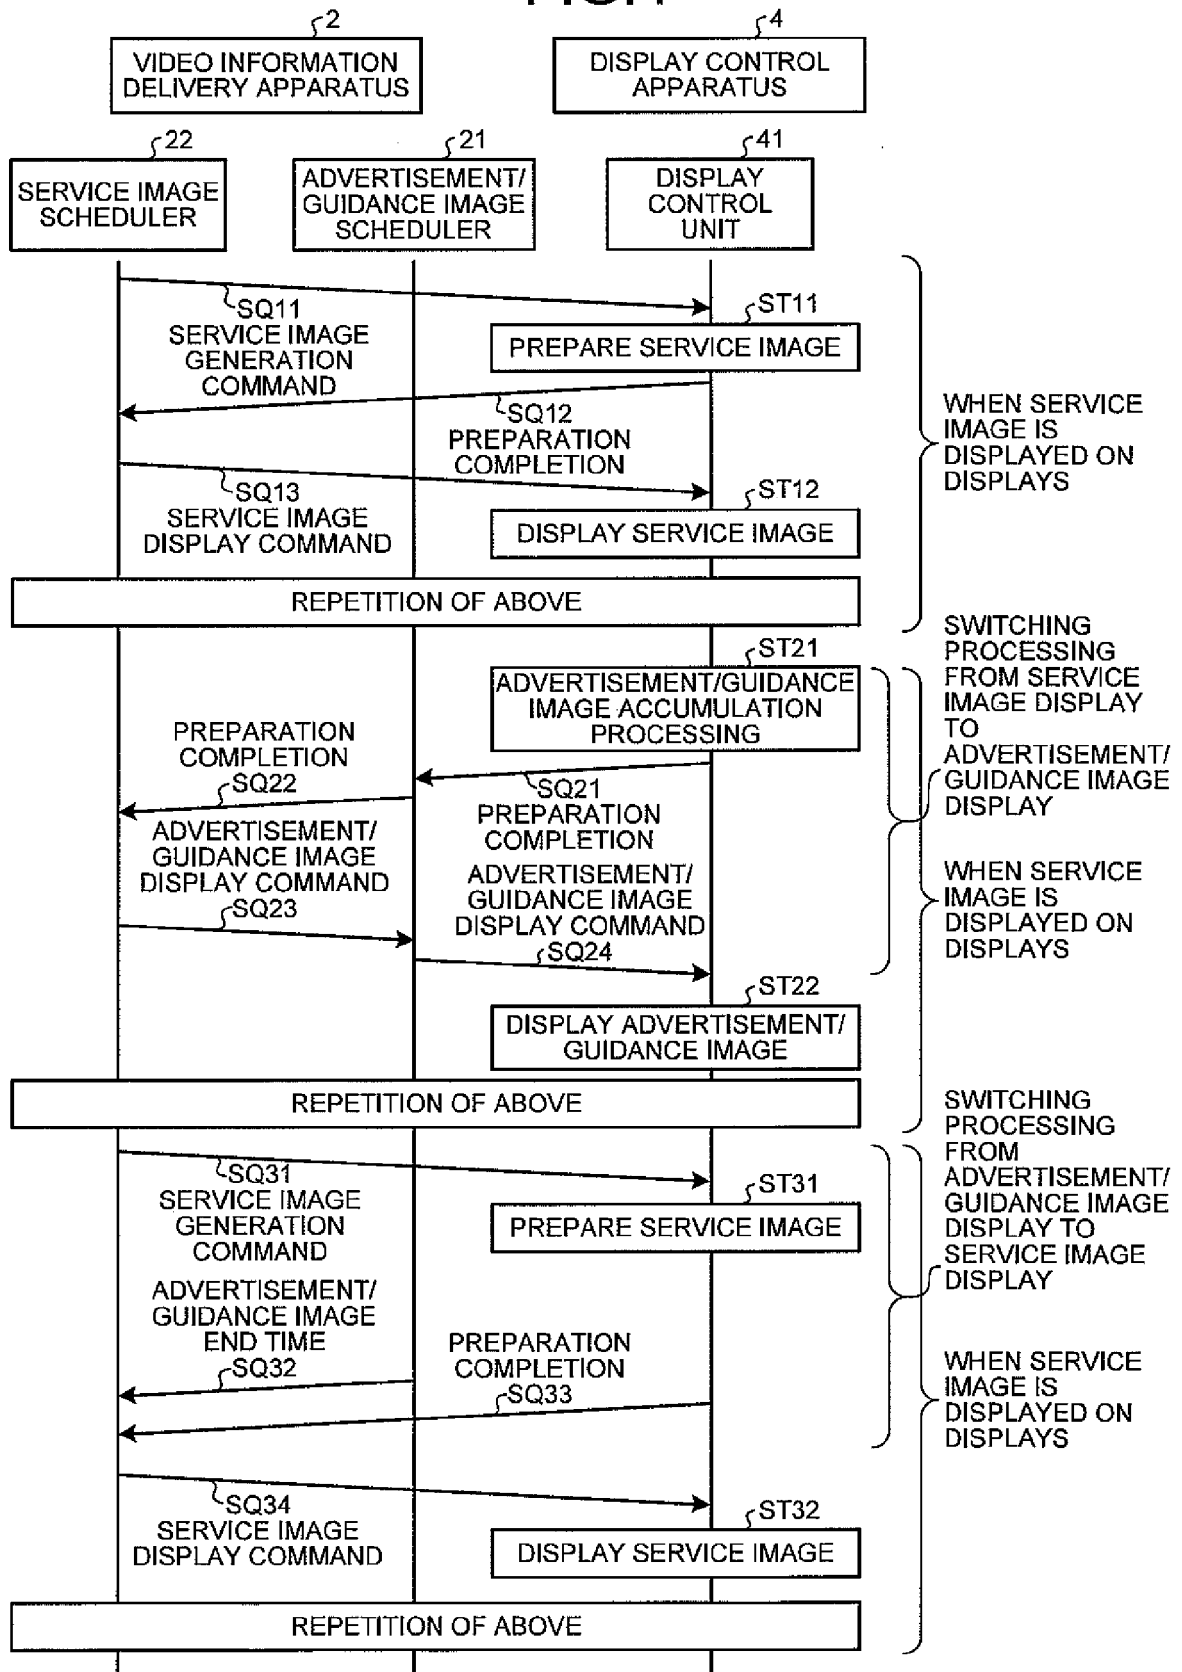 2
VIDEO INFORMATION
DELIVERY APPARATUS
4
DISPLAY CONTROL
APPARATUS
22
SERVICE IMAGE
SCHEDULER
21
ADVERTISEMENT/
GUIDANCE IMAGE
SCHEDULER
41
DISPLAY
CONTROL
UNIT
SQ11
SERVICE IMAGE
GENERATION
COMMAND
ST11
PREPARE SERVICE IMAGE
SQ12
PREPARATION
COMPLETION
SQ13
SERVICE IMAGE
DISPLAY COMMAND
ST12
DISPLAY SERVICE IMAGE
WHEN SERVICE
IMAGE IS
DISPLAYED ON
DISPLAYS
REPETITION OF ABOVE
ST21
ADVERTISEMENT/GUIDANCE
IMAGE ACCUMULATION
PROCESSING
SWITCHING
PROCESSING
FROM SERVICE
IMAGE DISPLAY
TO
ADVERTISEMENT/
GUIDANCE IMAGE
DISPLAY
PREPARATION
COMPLETION
SQ22
SQ21
PREPARATION
COMPLETION
ADVERTISEMENT/
GUIDANCE IMAGE
DISPLAY COMMAND
SQ23
ADVERTISEMENT/
GUIDANCE IMAGE
DISPLAY COMMAND
SQ24
WHEN SERVICE
IMAGE IS
DISPLAYED ON
DISPLAYS
ST22
DISPLAY ADVERTISEMENT/
GUIDANCE IMAGE
REPETITION OF ABOVE
SQ31
SERVICE IMAGE
GENERATION
COMMAND
ST31
PREPARE SERVICE IMAGE
SWITCHING
PROCESSING
FROM
ADVERTISEMENT/
GUIDANCE IMAGE
DISPLAY TO
SERVICE IMAGE
DISPLAY
ADVERTISEMENT/
GUIDANCE IMAGE
END TIME
SQ32
PREPARATION
COMPLETION
SQ33
WHEN SERVICE
IMAGE IS
DISPLAYED ON
DISPLAYS
SQ34
SERVICE IMAGE
DISPLAY COMMAND
ST32
DISPLAY SERVICE IMAGE
REPETITION OF ABOVE